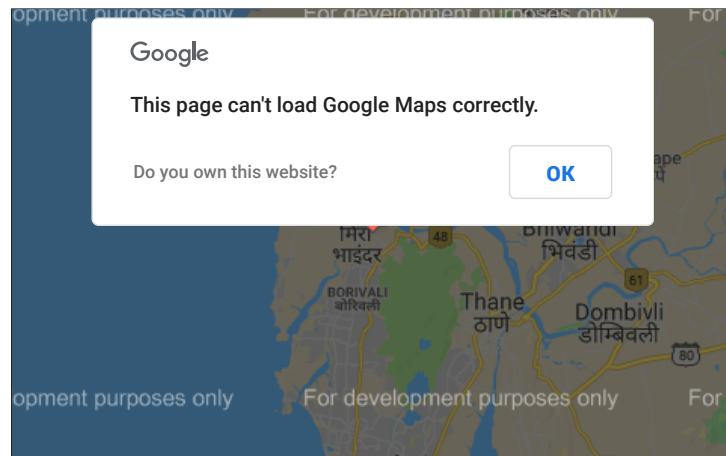 opment purposes only For development purposes only For
Google
This page can't load Google Maps correctly.
Do you own this website? OK
मिरा
भाइंदर
48
Bhiwandi
भिवंडी
61
BORIVALI
बोरिवली
Thane
ठाणे
Dombivli
डोम्बिवली
80
opment purposes only For development purposes only For